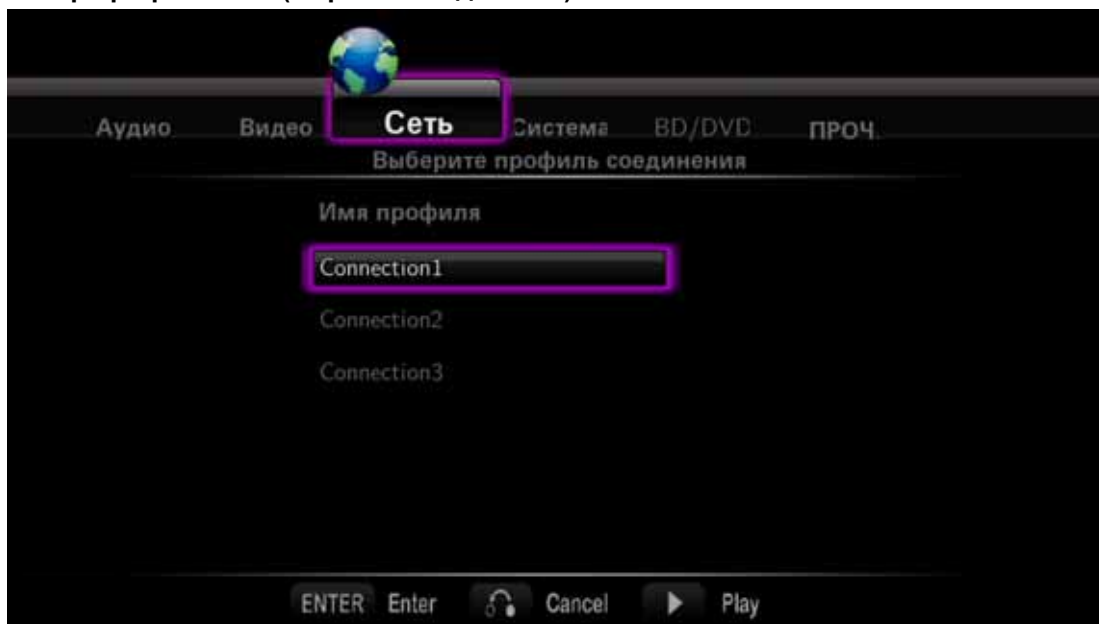 Аудио Видео Сеть Система BD/DVD ПРОЧ.
Выберите профиль соединения
Имя профиля
Connection1
Connection2
Connection3
ENTER Enter Cancel Play